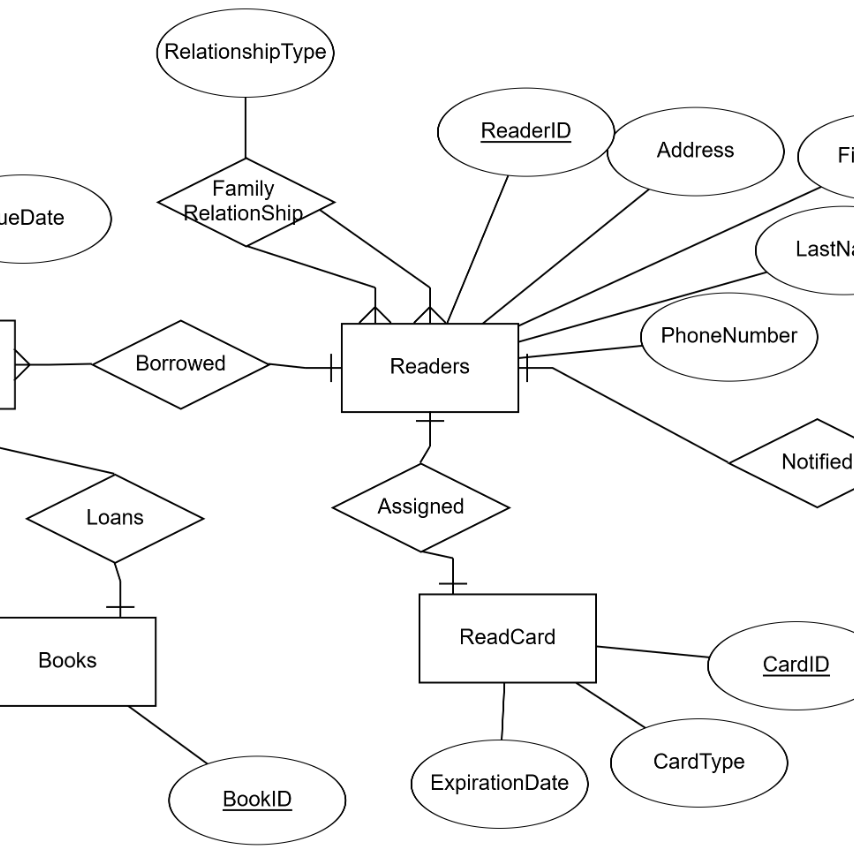 RelationshipType
ReaderID
Address
Fi
Family
RelationShip
ueDate
LastNa
PhoneNumber
Borrowed
Readers
Notified
Assigned
Loans
ReadCard
Books
CardID
CardType
ExpirationDate
BookID